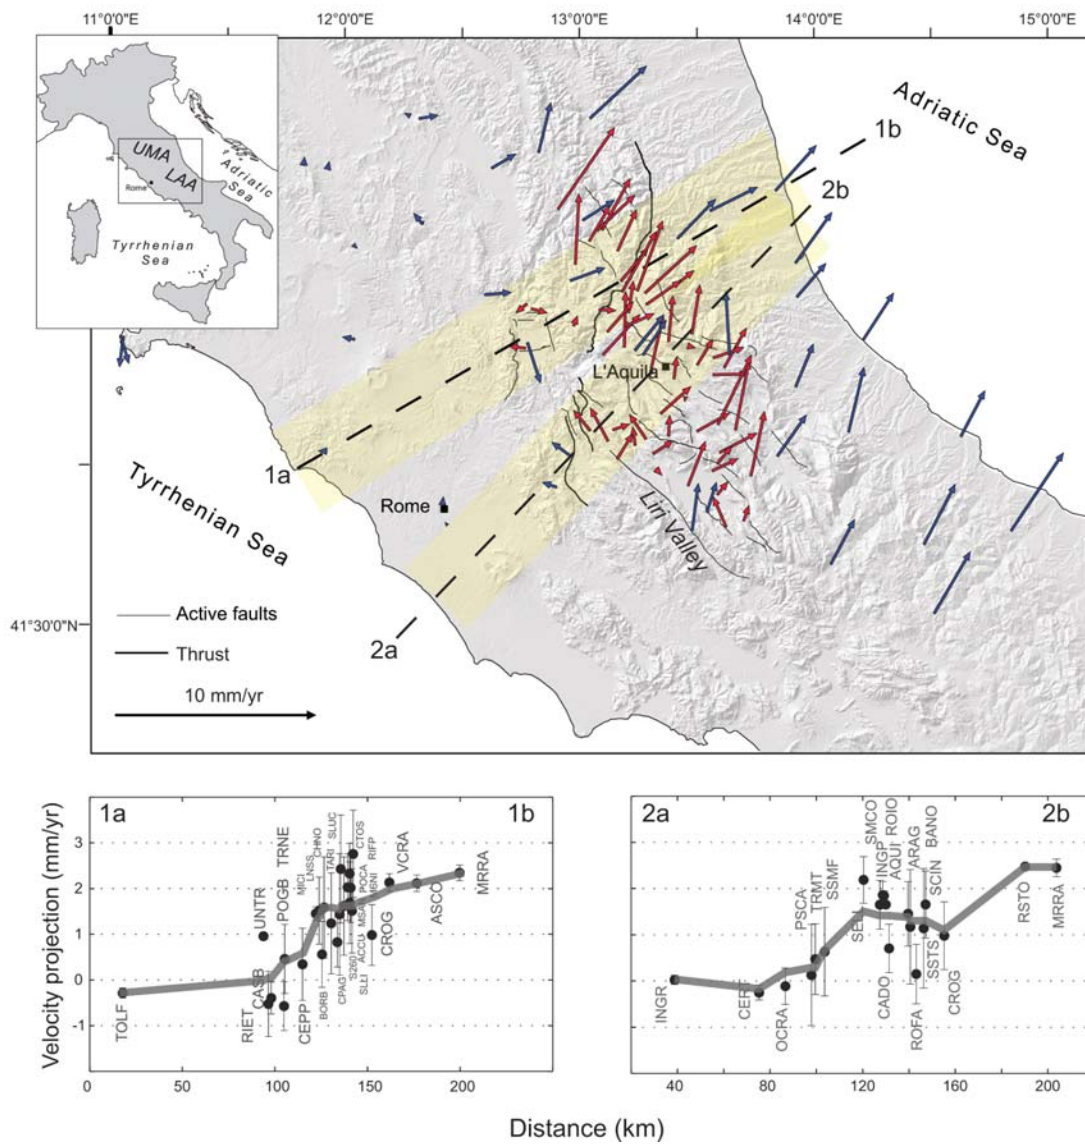 11°0'0"E 12°0'0"E 13°0'0"E 14°0'0"E 15°0'0"E
UMA
LAA
Rome
Adriatic
Sea
Tyrrhenian
Sea
Adriatic Sea
1b
2b
L'Aquila
1a
Tyrrhenian Sea
Rome
Liri Valley
2a
41°30'0"N
Active faults
Thrust
10 mm/yr
Velocity projection (mm/yr)
3
2
1
0
-1
1a
1b
TOLF
RIET
CASB
UNTR
POGB
TRNE
CEPP
MICI
LNSS
CHNO
BORB
TARI
SLUC
CPAG
S260
SLLI
ACCU
MSAN
M6NI
POCA
CTOS
RIFP
CROG
VCRA
ASCO
MRRA
0 50 100 150 200
2a
2b
INGR
CERT
OCRA
PSCA
TRMT
SSMF
SMCO
INGP
ROIO
AQUI
CADO
ROFA
ARAG
SCIN
BANO
SSTS
CROG
RSTO
MRRA
40 80 120 160 200
Distance (km)